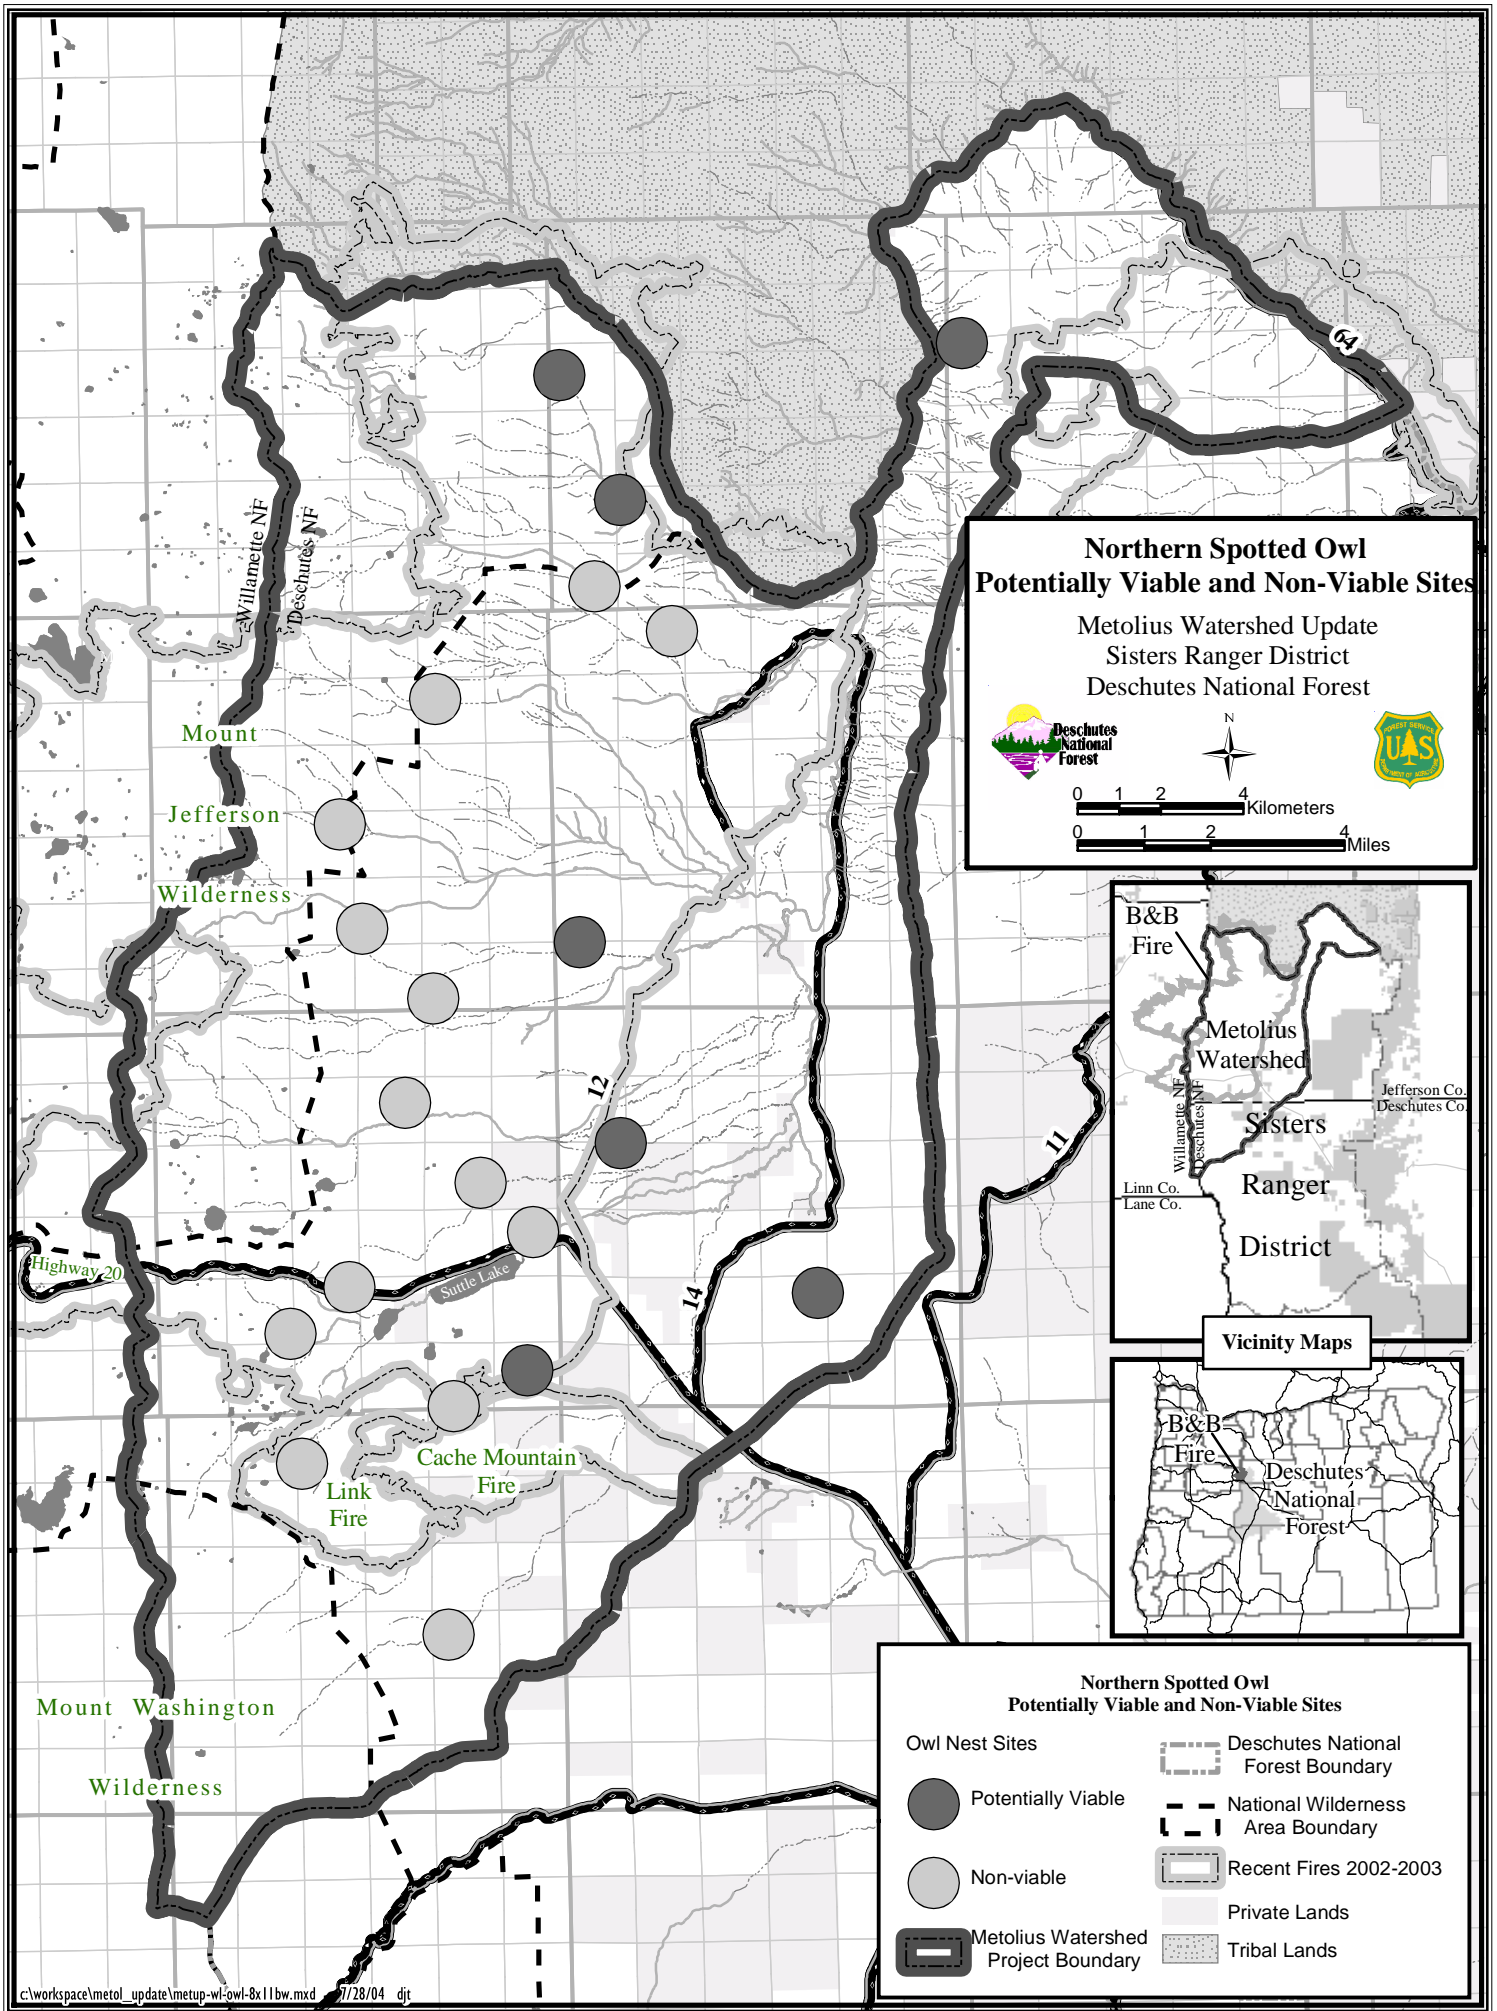 64
Willamette NF
Deschutes NF
Northern Spotted Owl
Potentially Viable and Non-Viable Sites
Metolius Watershed Update
Sisters Ranger District
Deschutes National Forest
Deschutes
National
Forest
N
FOREST SERVICE
UAS
DEPARTMENT OF AGRICULTURE
0 1 2 4
Kilometers
0 1 2 4
Miles
Mount
Jefferson
Wilderness
12
11
14
Highway 20
Suttle Lake
Cache Mountain
Fire
Link
Fire
Mount Washington
Wilderness
B&B
Fire
Metolius
Watershed
Willamette NF
Deschutes NF
Jefferson Co.
Deschutes Co.
Sisters
Ranger
District
Linn Co.
Lane Co.
Vicinity Maps
B&B
Fire
Deschutes
National
Forest
Northern Spotted Owl
Potentially Viable and Non-Viable Sites
Owl Nest Sites
Potentially Viable
Non-viable
Metolius Watershed
Project Boundary
Deschutes National
Forest Boundary
National Wilderness
Area Boundary
Recent Fires 2002-2003
Private Lands
Tribal Lands
c:\workspace\metol_update\metup-wl-owl-8x11bw.mxd 7/28/04 djt